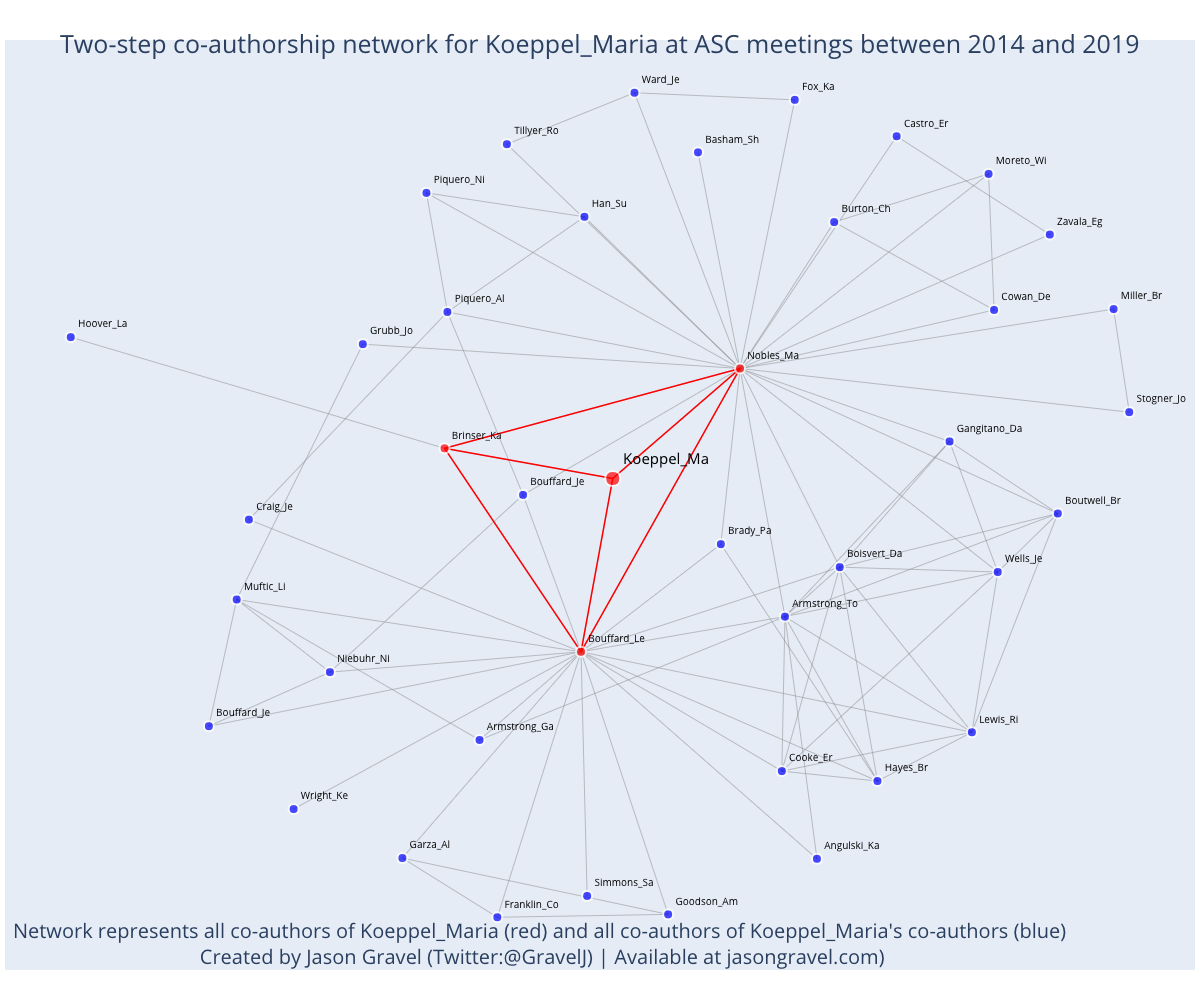 Two-step co-authorship network for Koeppel_Maria at ASC meetings between 2014 and 2019
Ward_Je
Fox_Ka
Castro_Er
Tillyer_Ro
Basham_Sh
Moreto_Wi
Piquero_Ni
Han_Su
Burton_Ch
Zavala_Eg
Piquero_Al
Cowan_De
Miller_Br
Hoover_La
Grubb_Jo
Nobles_Ma
Stogner_Jo
Brinser_Ka
Gangitano_Da
Koeppel_Ma
Bouffard_Je
Boutwell_Br
Craig_Je
Brady_Pa
Boisvert_Da
Wells_Je
Muftic_Li
Armstrong_To
Bouffard_Le
Niebuhr_Ni
Bouffard_Je
Armstrong_Ga
Lewis_Ri
Cooke_Er
Hayes_Br
Wright_Ke
Garza_Al
Angulski_Ka
Simmons_Sa
Franklin_Co
Goodson_Am
Network represents all co-authors of Koeppel_Maria (red) and all co-authors of Koeppel_Maria's co-authors (blue)
Created by Jason Gravel (Twitter:@GravelJ) | Available at jasongravel.com)